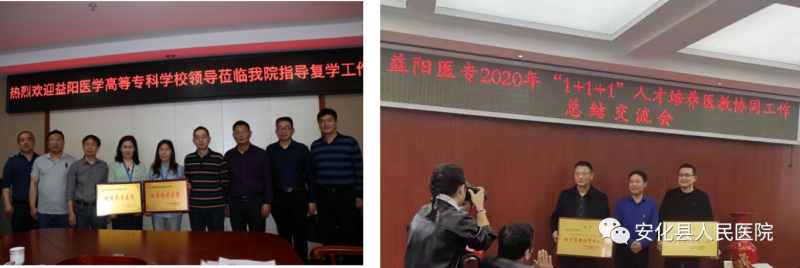 热烈欢迎益阳医学高等专科学校领导莅临我院指导复学工作
益阳医专2020年“1+1+1”人才培养医教协同工作
总结交流会
安化县人民医院